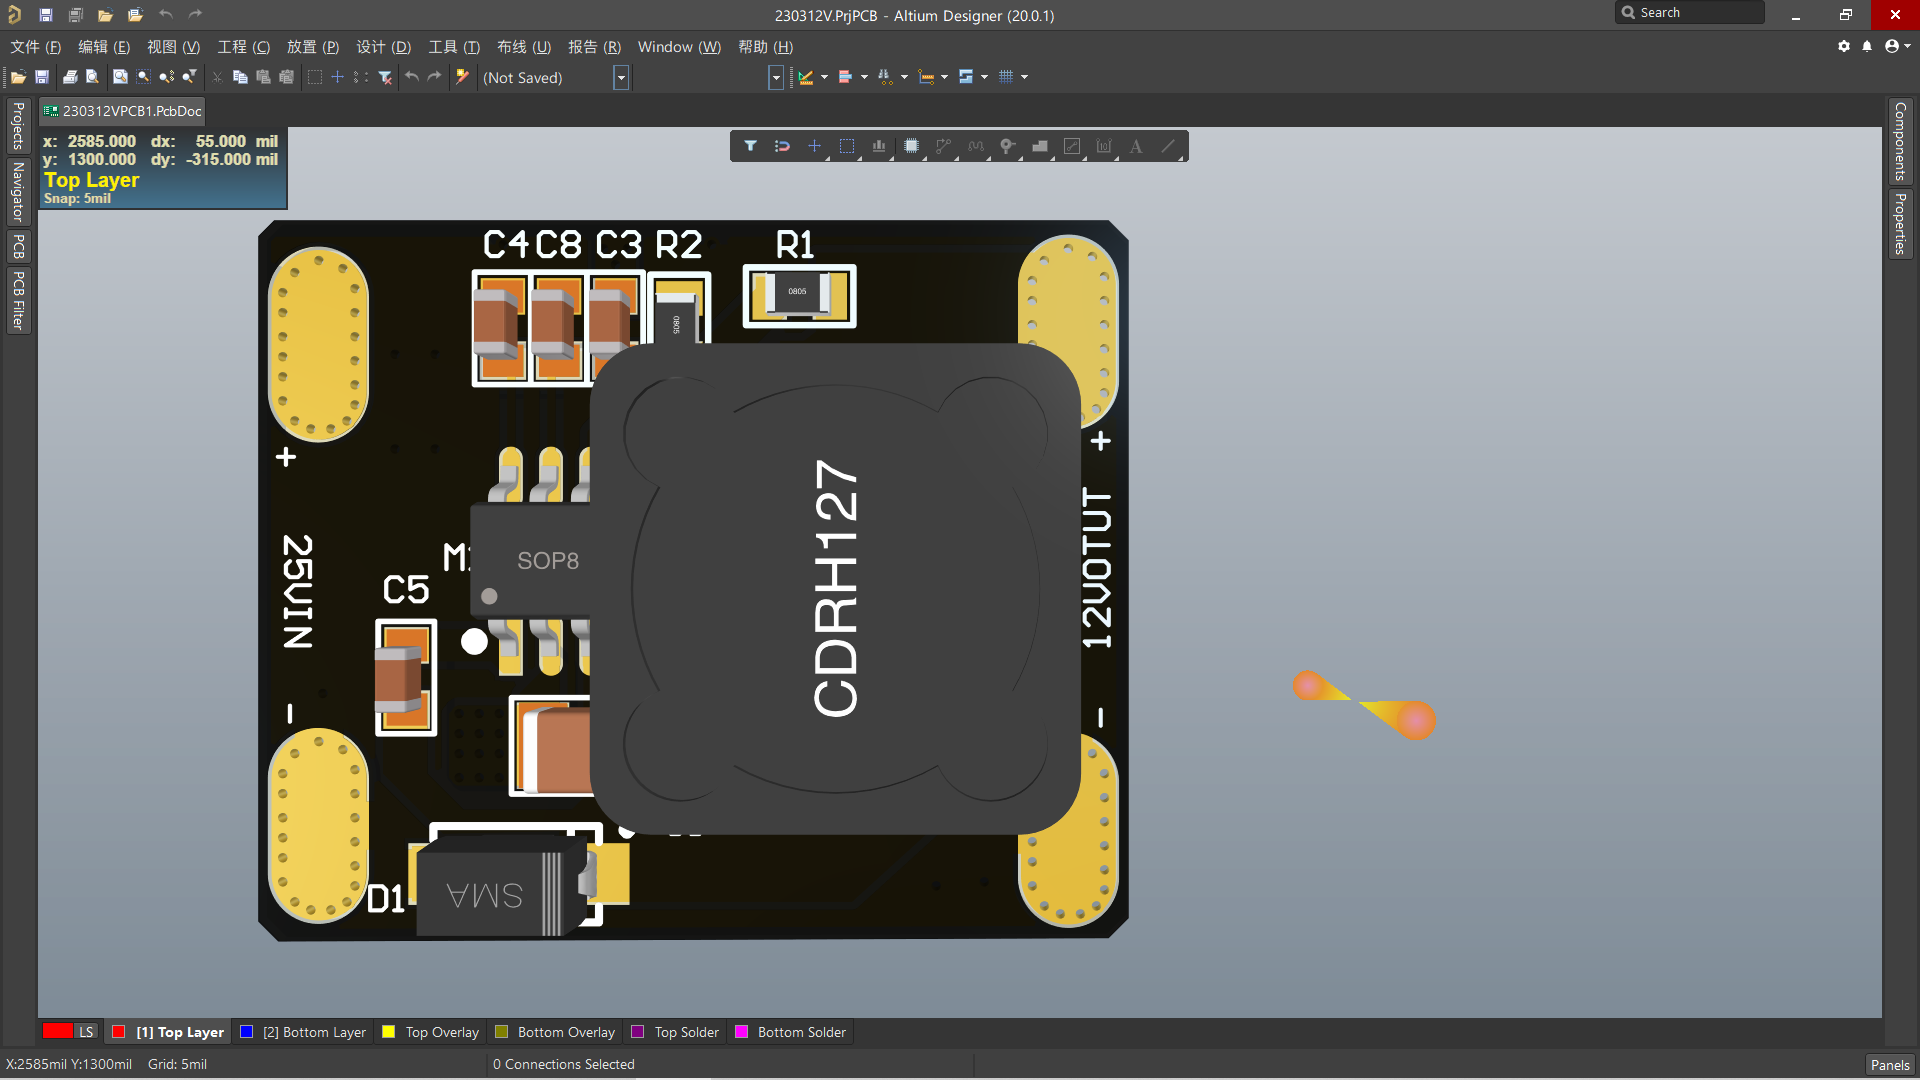 230312V.PrjPCB - Altium Designer (20.0.1)
Search
文件 (F) 编辑 (E) 视图 (V) 工程 (C) 放置 (P) 设计 (D) 工具 (T) 布线 (U) 报告 (R) Window (W) 帮助 (H)
(Not Saved)
230312VPCB1.PcbDoc
Projects
Navigator
PCB
PCB Filter
Components
Properties
x: 2585.000 dx: 55.000 mil
y: 1300.000 dy: -315.000 mil
Top Layer
Snap: 5mil
C4 C8 C3 R2 R1
0805
0805
+
+
25VIN
M
SOP8
CDRH127
12VOTUT
C5
-
-
D1
SMA
LS [1] Top Layer [2] Bottom Layer Top Overlay Bottom Overlay Top Solder Bottom Solder
X:2585mil Y:1300mil Grid: 5mil 0 Connections Selected Panels